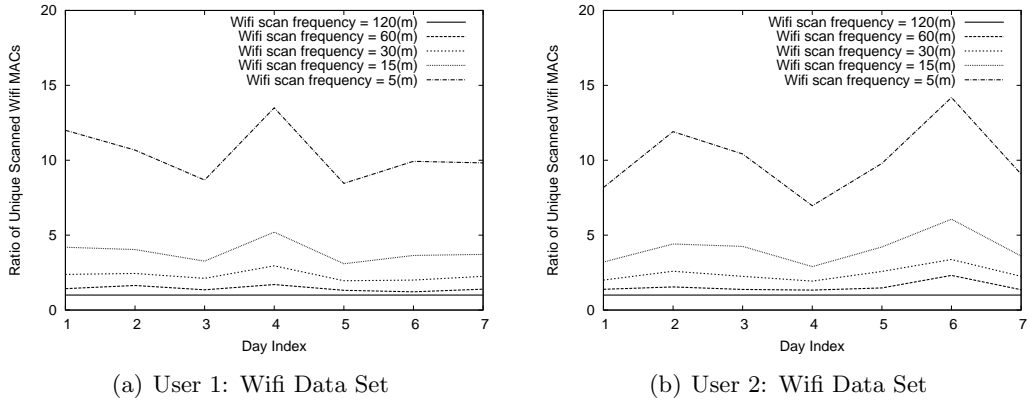 Ratio of Unique Scanned Wifi MACs
20
15
10
5
0
Wifi scan frequency = 120(m)
Wifi scan frequency = 60(m)
Wifi scan frequency = 30(m)
Wifi scan frequency = 15(m)
Wifi scan frequency = 5(m)
1 2 3 4 5 6 7
Day Index
(a) User 1: Wifi Data Set
Ratio of Unique Scanned Wifi MACs
20
15
10
5
0
Wifi scan frequency = 120(m)
Wifi scan frequency = 60(m)
Wifi scan frequency = 30(m)
Wifi scan frequency = 15(m)
Wifi scan frequency = 5(m)
1 2 3 4 5 6 7
Day Index
(b) User 2: Wifi Data Set